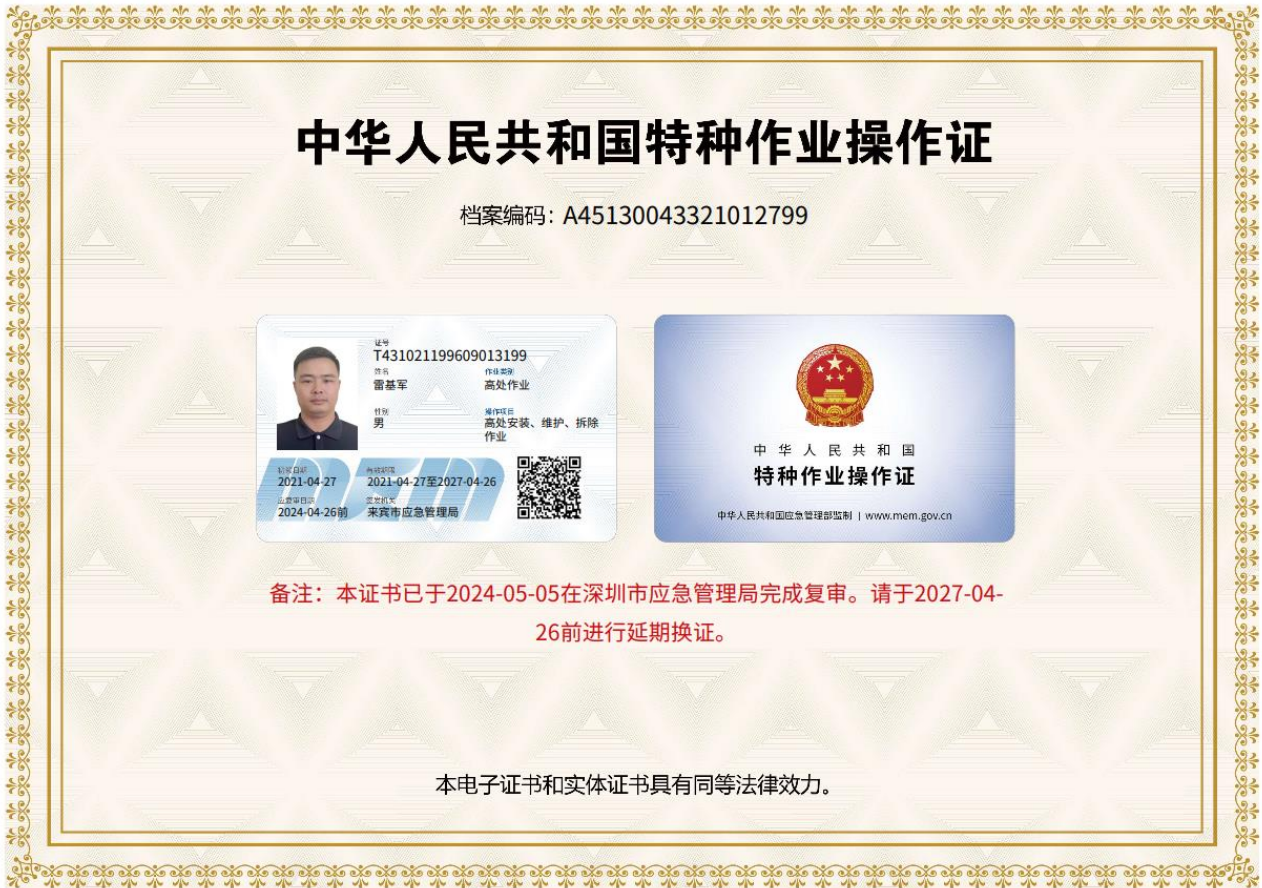 中华人民共和国特种作业操作证
档案编码：A45130043321012799
证号
T431021199609013199
姓名
作业类别
雷基军
高处作业
性别
操作项目
男
高处安装、维护、拆除
作业
初领日期
有效期限
2021-04-27
2021-04-27至2027-04-26
应复审日期
签发机关
2024-04-26前
来宾市应急管理局
中华人民共和国
特种作业操作证
中华人民共和国应急管理部监制 | www.mem.gov.cn
备注：本证书已于2024-05-05在深圳市应急管理局完成复审。请于2027-04-
26前进行延期换证。
本电子证书和实体证书具有同等法律效力。